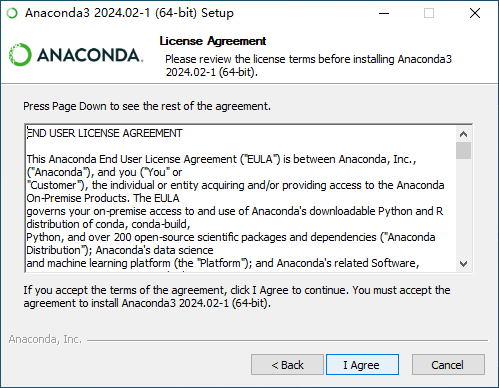 Anaconda3 2024.02-1 (64-bit) Setup
ANACONDA.
License Agreement
Please review the license terms before installing Anaconda3
2024.02-1 (64-bit).
Press Page Down to see the rest of the agreement.
END USER LICENSE AGREEMENT
This Anaconda End User License Agreement ("EULA") is between Anaconda, Inc.,
("Anaconda"), and you ("You" or
"Customer"), the individual or entity acquiring and/or providing access to the Anaconda
On-Premise Products. The EULA
governs your on-premise access to and use of Anaconda's downloadable Python and R
distribution of conda, conda-build,
Python, and over 200 open-source scientific packages and dependencies ("Anaconda
Distribution"); Anaconda's data science
and machine learning platform (the "Platform"); and Anaconda's related Software,
If you accept the terms of the agreement, click I Agree to continue. You must accept the
agreement to install Anaconda3 2024.02-1 (64-bit).
Anaconda, Inc.
< Back
I Agree
Cancel